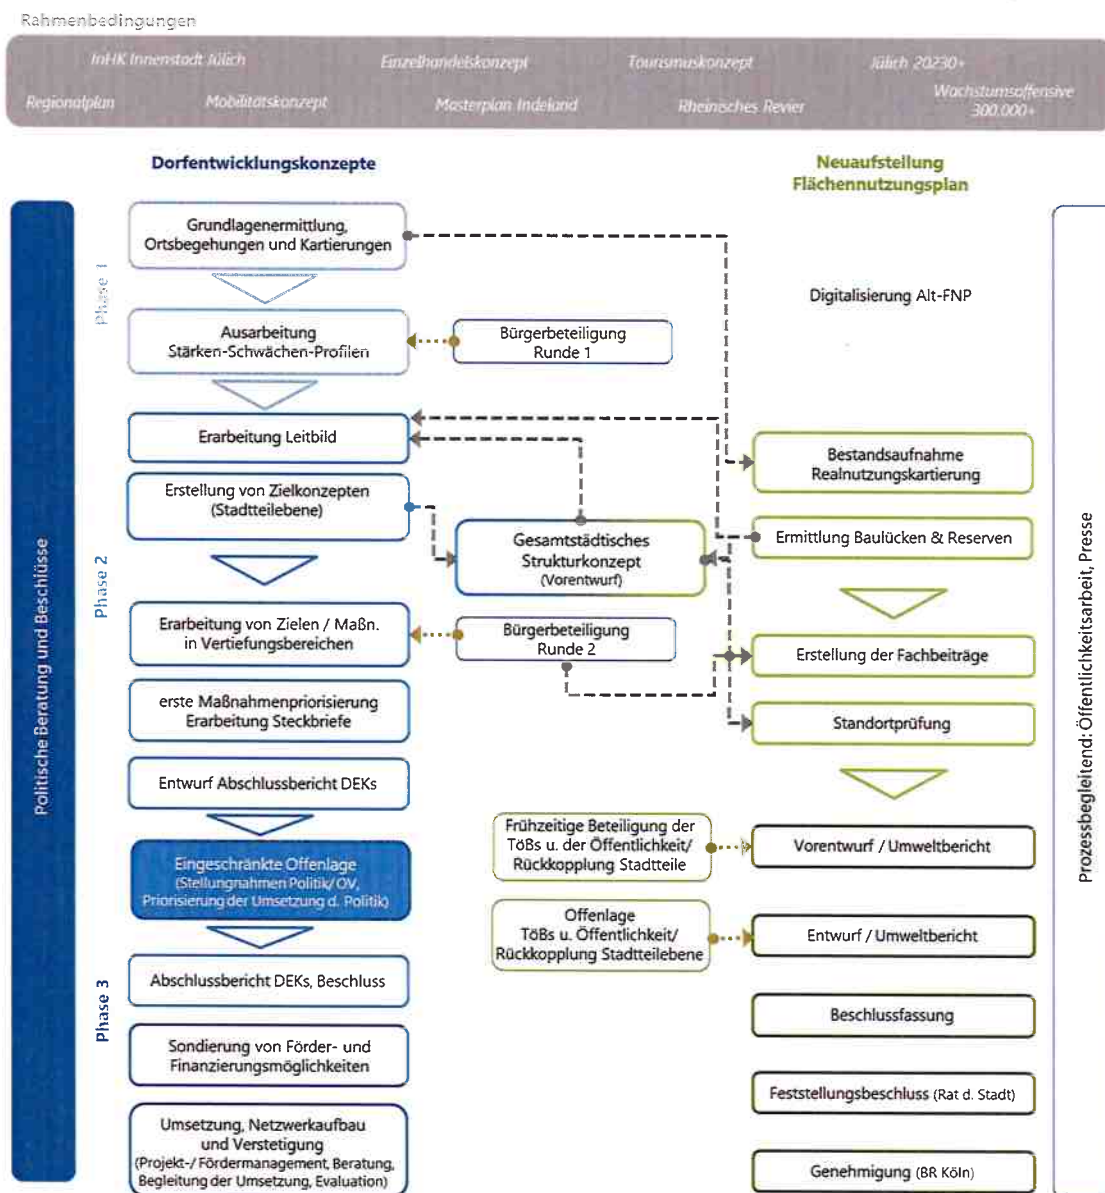 Rahmenbedingungen
InHK Innenstadt Jülich
Einzelhandelskonzept
Tourismuskonzept
Jülich 20230+
Regionalplan
Mobilitätskonzept
Masterplan Indeland
Rheinisches Revier
Wachstumsoffensive
300.000+
Dorfentwicklungskonzepte
Neuaufstellung
Flächennutzungsplan
Politische Beratung und Beschlüsse
Phase 1
Grundlagenermittlung,
Ortsbegehungen und Kartierungen
Digitalisierung Alt-FNP
Ausarbeitung
Stärken-Schwächen-Profilen
Bürgerbeteiligung
Runde 1
Phase 2
Erarbeitung Leitbild
Bestandsaufnahme
Realnutzungskartierung
Erstellung von Zielkonzepten
(Stadtteilebene)
Gesamtstädtisches
Strukturkonzept
(Vorentwurf)
Ermittlung Baulücken & Reserven
Erarbeitung von Zielen / Maßn.
in Vertiefungsbereichen
Bürgerbeteiligung
Runde 2
Erstellung der Fachbeiträge
erste Maßnahmenpriorisierung
Erarbeitung Steckbriefe
Standortprüfung
Entwurf Abschlussbericht DEKs
Frühzeitige Beteiligung der
TöBs u. der Öffentlichkeit/
Rückkopplung Stadtteile
Vorentwurf / Umweltbericht
Eingeschränkte Offenlage
(Stellungnahmen Politik/ OV,
Priorisierung der Umsetzung d. Politik)
Offenlage
TöBs u. Öffentlichkeit/
Rückkopplung Stadtteilebene
Entwurf / Umweltbericht
Phase 3
Abschlussbericht DEKs, Beschluss
Beschlussfassung
Sondierung von Förder- und
Finanzierungsmöglichkeiten
Feststellungsbeschluss (Rat d. Stadt)
Umsetzung, Netzwerkaufbau
und Verstetigung
(Projekt-/ Fördermanagement, Beratung,
Begleitung der Umsetzung, Evaluation)
Genehmigung (BR Köln)
Prozessbegleitend: Öffentlichkeitsarbeit, Presse